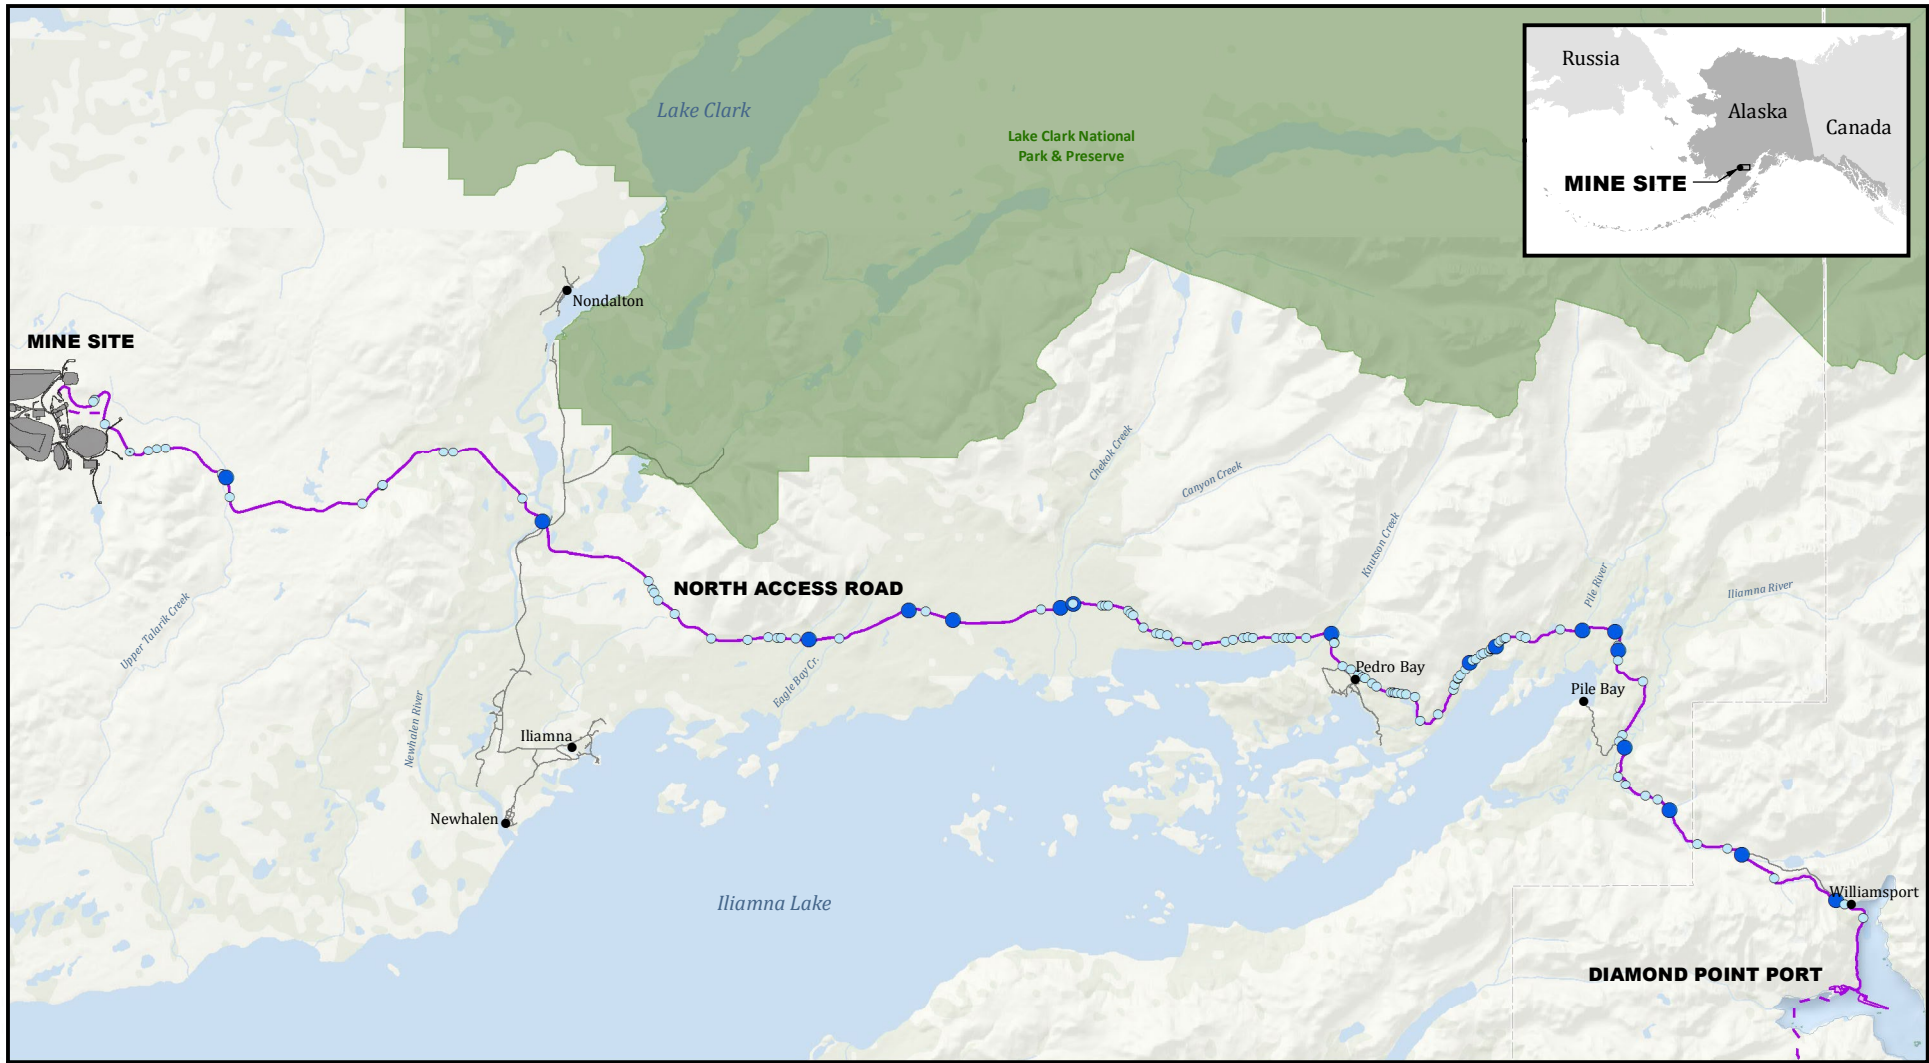 Russia
Alaska
Canada
MINE SITE
Lake Clark
Lake Clark National
Park & Preserve
Nondalton
MINE SITE
Chekok Creek
Canyon Creek
Knutson Creek
Pile River
Iliamna River
NORTH ACCESS ROAD
Upper Talarik Creek
Eagle Bay Cr.
Pedro Bay
Pile Bay
Newhalen River
Iliamna
Newhalen
Iliamna Lake
Williamsport
DIAMOND POINT PORT